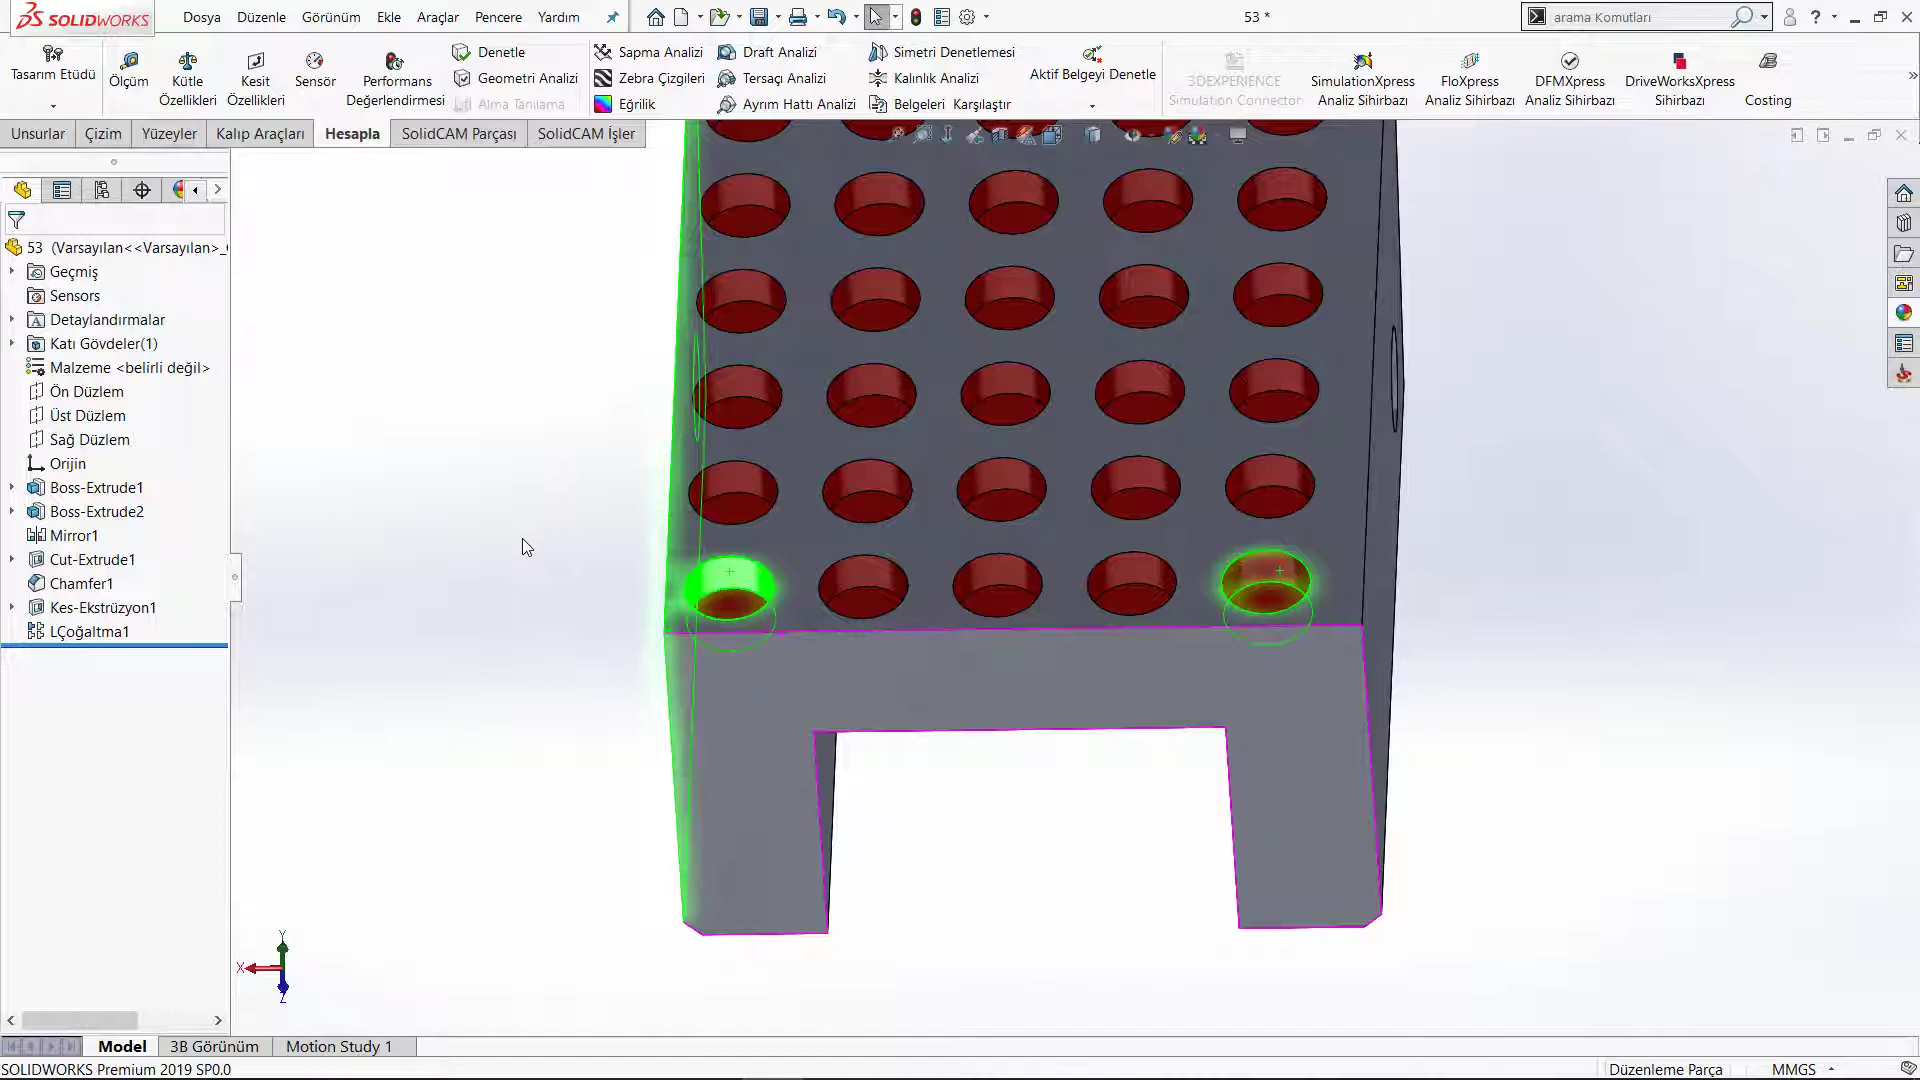 SOLIDWORKS
Dosya Düzenle Görünüm Ekle Araçlar Pencere Yardım
53 *
arama Komutları
?
Tasarım Etüdü
Ölçüm
Kütle Özellikleri
Kesit Özellikleri
Sensör
Performans Değerlendirmesi
Denetle
Geometri Analizi
Alma Tanılama
Sapma Analizi
Zebra Çizgileri
Eğrilik
Draft Analizi
Tersaçı Analizi
Ayrım Hattı Analizi
Simetri Denetlemesi
Kalınlık Analizi
Belgeleri Karşılaştır
Aktif Belgeyi Denetle
3DEXPERIENCE Simulation Connector
SimulationXpress Analiz Sihirbazı
FloXpress Analiz Sihirbazı
DFMXpress Analiz Sihirbazı
DriveWorksXpress Sihirbazı
Costing
Unsurlar Çizim Yüzeyler Kalıp Araçları Hesapla SolidCAM Parçası SolidCAM İşler
53 (Varsayılan<<Varsayılan>_
Geçmiş
Sensors
Detaylandırmalar
Katı Gövdeler(1)
Malzeme <belirli değil>
Ön Düzlem
Üst Düzlem
Sağ Düzlem
Orijin
Boss-Extrude1
Boss-Extrude2
Mirror1
Cut-Extrude1
Chamfer1
Kes-Ekstrüzyon1
LÇoğaltma1
Y
X
Z
Model 3B Görünüm Motion Study 1
SOLIDWORKS Premium 2019 SP0.0
Düzenleme Parça
MMGS